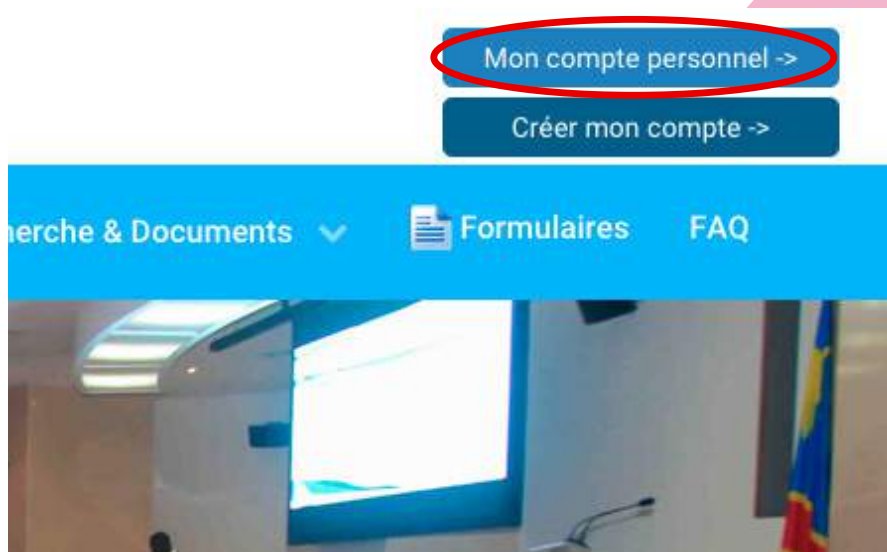 Mon compte personnel ->
Créer mon compte ->
herche & Documents
Formulaires
FAQ